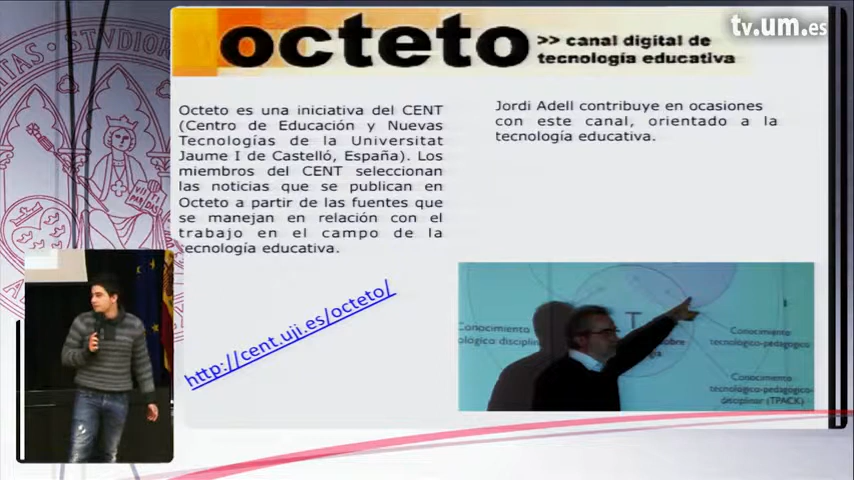 tv.um.es
octeto >> canal digital de
tecnología educativa
Octeto es una iniciativa del CENT
(Centro de Educación y Nuevas
Tecnologías de la Universitat
Jaume I de Castelló, España). Los
miembros del CENT seleccionan
las noticias que se publican en
Octeto a partir de las fuentes que
se manejan en relación con el
trabajo en el campo de la
tecnología educativa.
http://cent.uji.es/octeto/
Jordi Adell contribuye en ocasiones
con este canal, orientado a la
tecnología educativa.
T
Conocimiento
ológico disciplin
Conocimiento
tecnológico-pedagógico
Conocimiento
tecnológico-pedagógico-
disciplinar (TPACK)